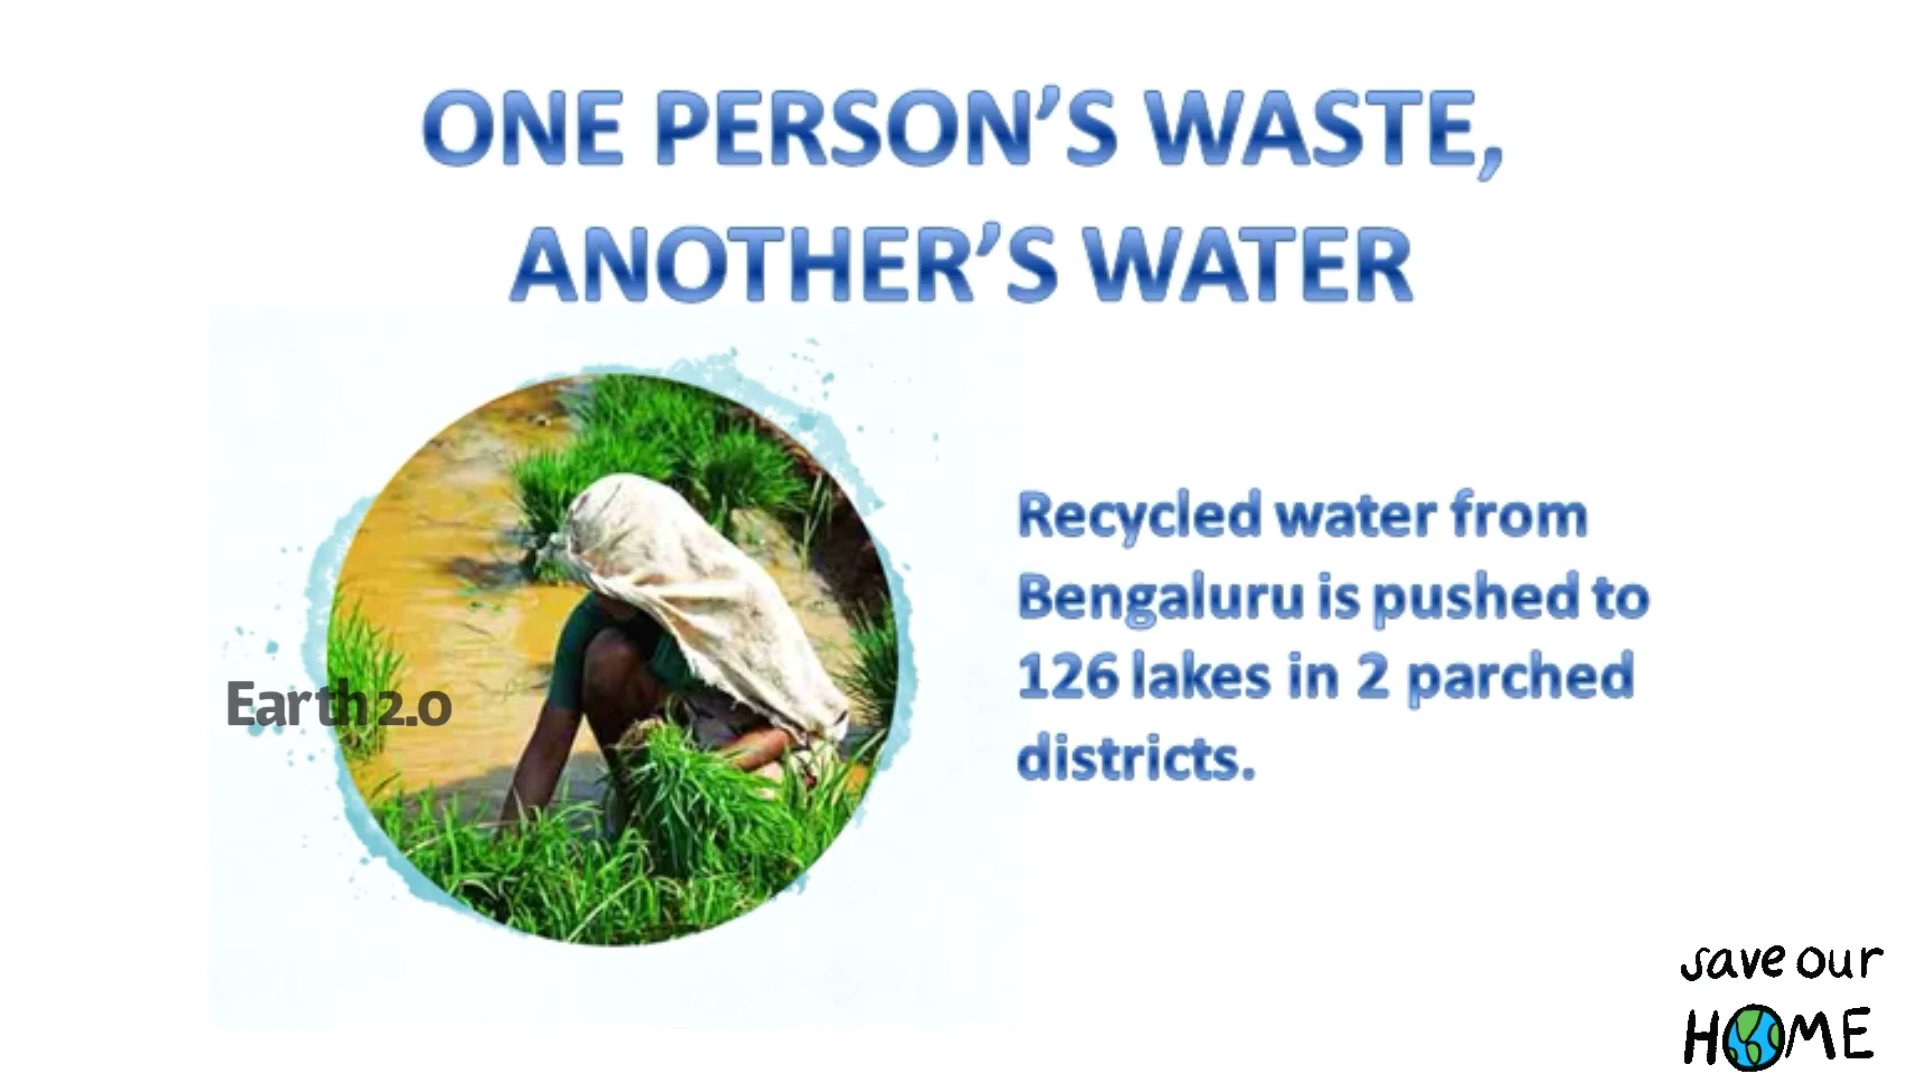 ONE PERSON’S WASTE,
ANOTHER’S WATER
Recycled water from
Bengaluru is pushed to
126 lakes in 2 parched
districts.
Earth 2.0
save our
HOME